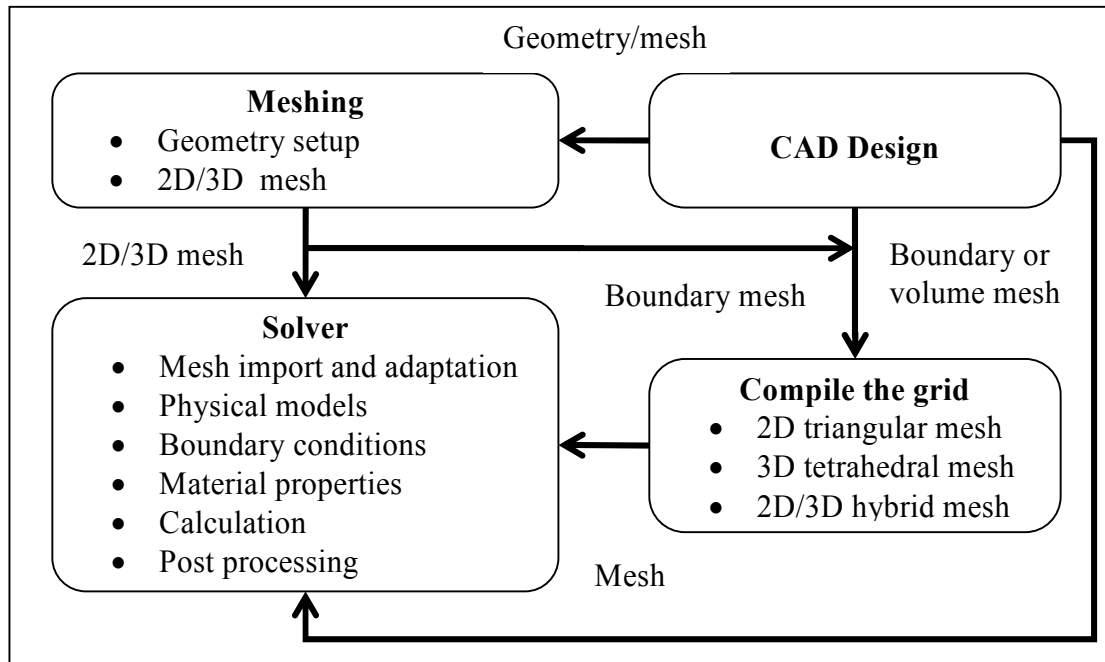 Geometry/mesh
Meshing
• Geometry setup
• 2D/3D mesh
CAD Design
2D/3D mesh
Boundary mesh
Boundary or
volume mesh
Solver
• Mesh import and adaptation
• Physical models
• Boundary conditions
• Material properties
• Calculation
• Post processing
Compile the grid
• 2D triangular mesh
• 3D tetrahedral mesh
• 2D/3D hybrid mesh
Mesh